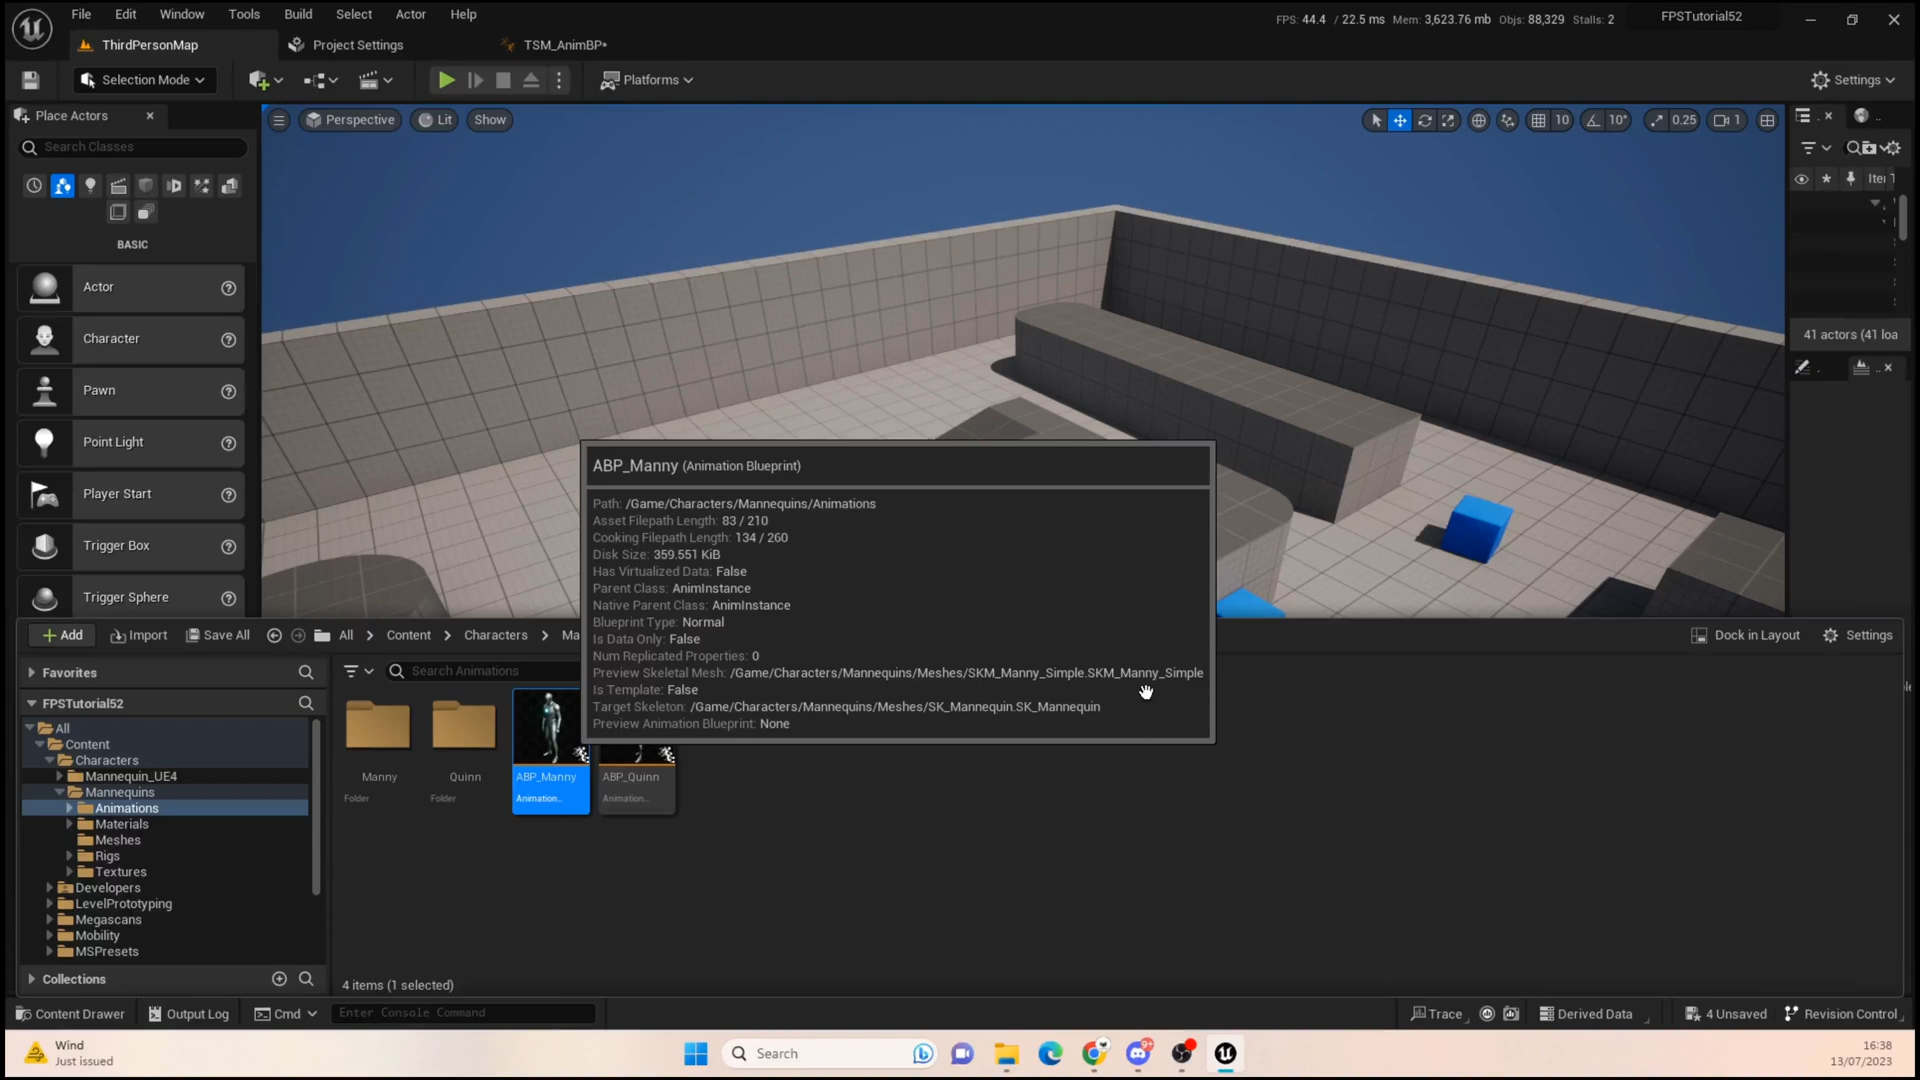 File Edit Window Tools Build Select Actor Help
FPS: 44.4 / 22.5 ms Mem: 3,623.76 mb Objs: 88,329 Stalls: 2
FPSTutorial52
ThirdPersonMap
Project Settings
TSM_AnimBP*
Selection Mode
Platforms
Settings
Place Actors
Perspective
Lit
Show
10
10°
0.25
1
Search Classes
BASIC
Actor
Character
Pawn
Point Light
Player Start
Trigger Box
Trigger Sphere
41 actors (41 loa
ABP_Manny (Animation Blueprint)
Path: /Game/Characters/Mannequins/Animations
Asset Filepath Length: 83 / 210
Cooking Filepath Length: 134 / 260
Disk Size: 359.551 KiB
Has Virtualized Data: False
Parent Class: AnimInstance
Native Parent Class: AnimInstance
Blueprint Type: Normal
Is Data Only: False
Num Replicated Properties: 0
Preview Skeletal Mesh: /Game/Characters/Mannequins/Meshes/SKM_Manny_Simple.SKM_Manny_Simple
Is Template: False
Target Skeleton: /Game/Characters/Mannequins/Meshes/SK_Mannequin.SK_Mannequin
Preview Animation Blueprint: None
Add
Import
Save All
All > Content > Characters > Ma
Dock in Layout
Settings
Favorites
Search Animations
FPSTutorial52
All
Content
Characters
Mannequin_UE4
Mannequins
Animations
Materials
Meshes
Rigs
Textures
Developers
LevelPrototyping
Megascans
Mobility
MSPresets
Collections
Manny
Folder
Quinn
Folder
ABP_Manny
Animation...
ABP_Quinn
Animation...
4 items (1 selected)
Content Drawer
Output Log
Cmd
Enter Console Command
Trace
Derived Data
4 Unsaved
Revision Control
Wind
Just issued
Search
16:38
13/07/2023